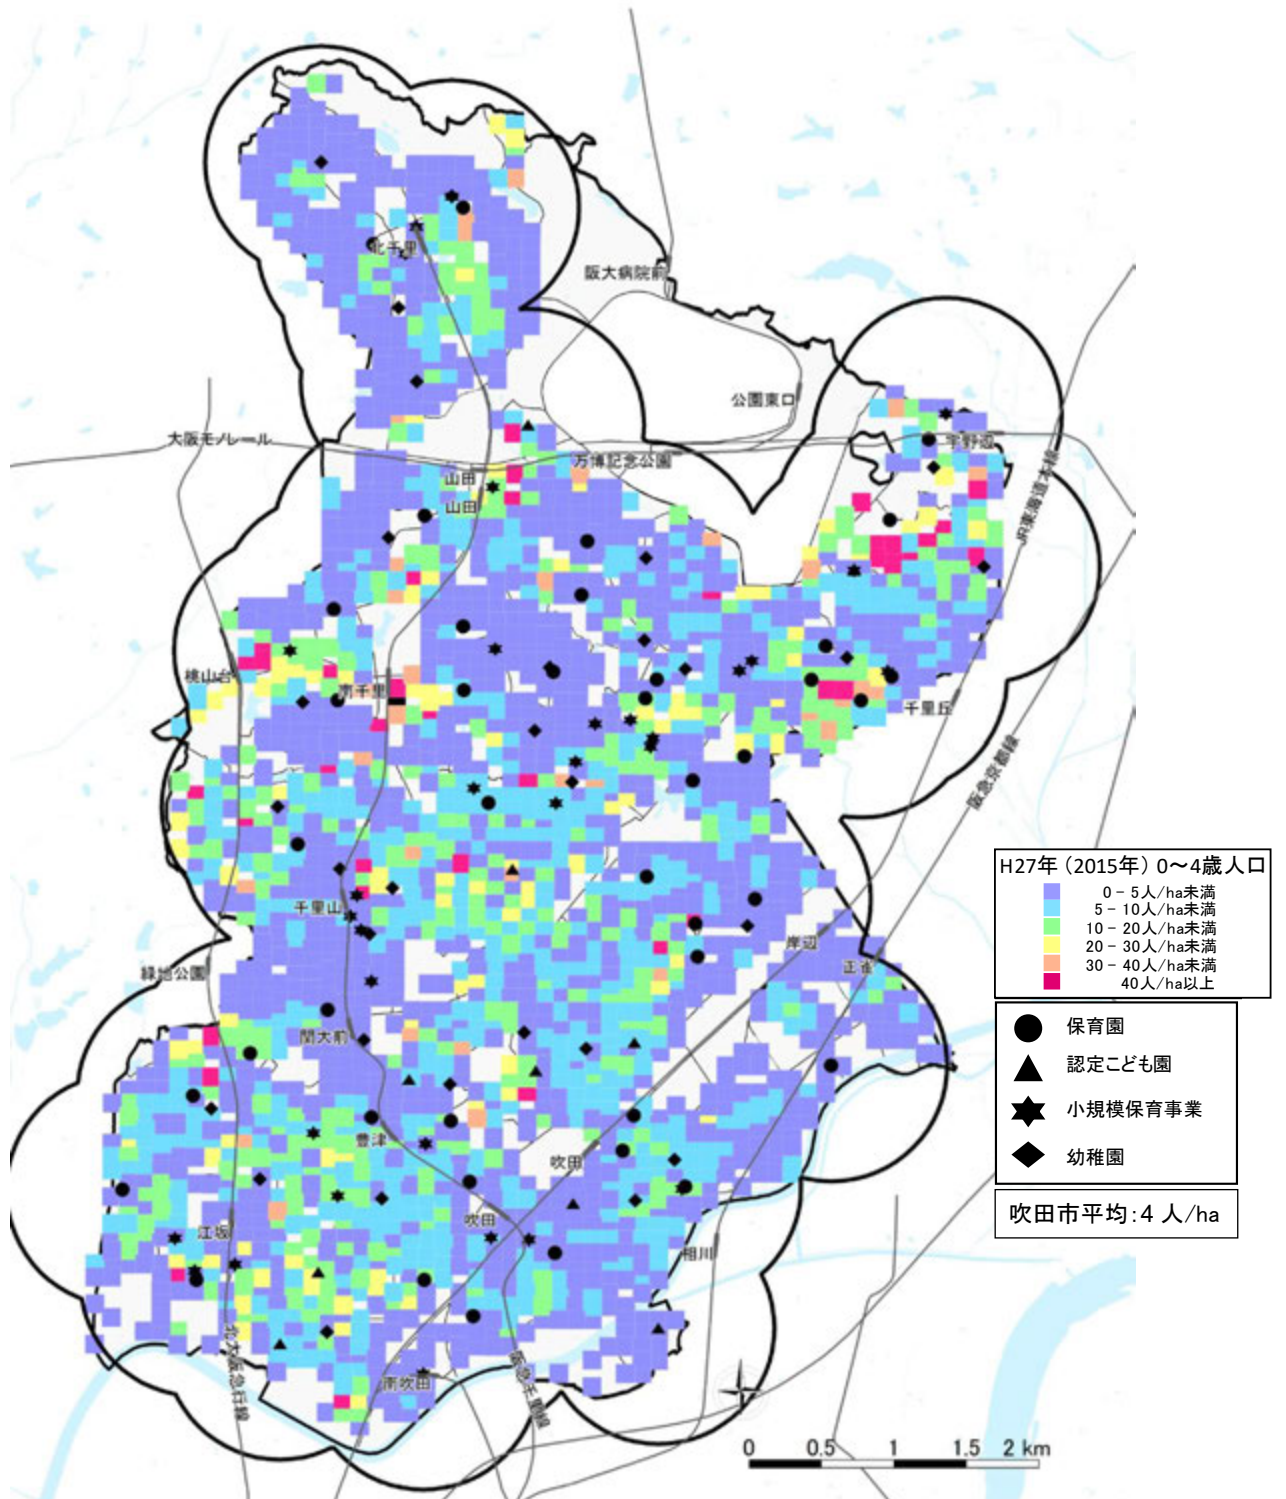 北千里
阪大病院前
公園東口
大阪モノレール
宇野辺
万博記念公園
山田
山田
JR東海道本線
桃山台
南千里
千里丘
阪急京都線
H27年(2015年)0~4歳人口
0 - 5人/ha未満
5 - 10人/ha未満
10 - 20人/ha未満
20 - 30人/ha未満
30 - 40人/ha未満
40人/ha以上
千里山
岸辺
正雀
緑地公園
保育園
関大前
認定こども園
小規模保育事業
豊津
吹田
幼稚園
吹田市平均:4 人/ha
吹田
江坂
相川
北大阪急行線
阪急千里線
南吹田
0 0.5 1 1.5 2 km